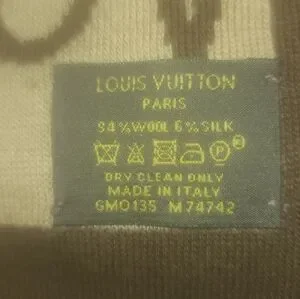 LOUIS VUITTON
PARIS
94%WOOL 6%SILK
P
DRY CLEAN ONLY
MADE IN ITALY
GM0135 M74742